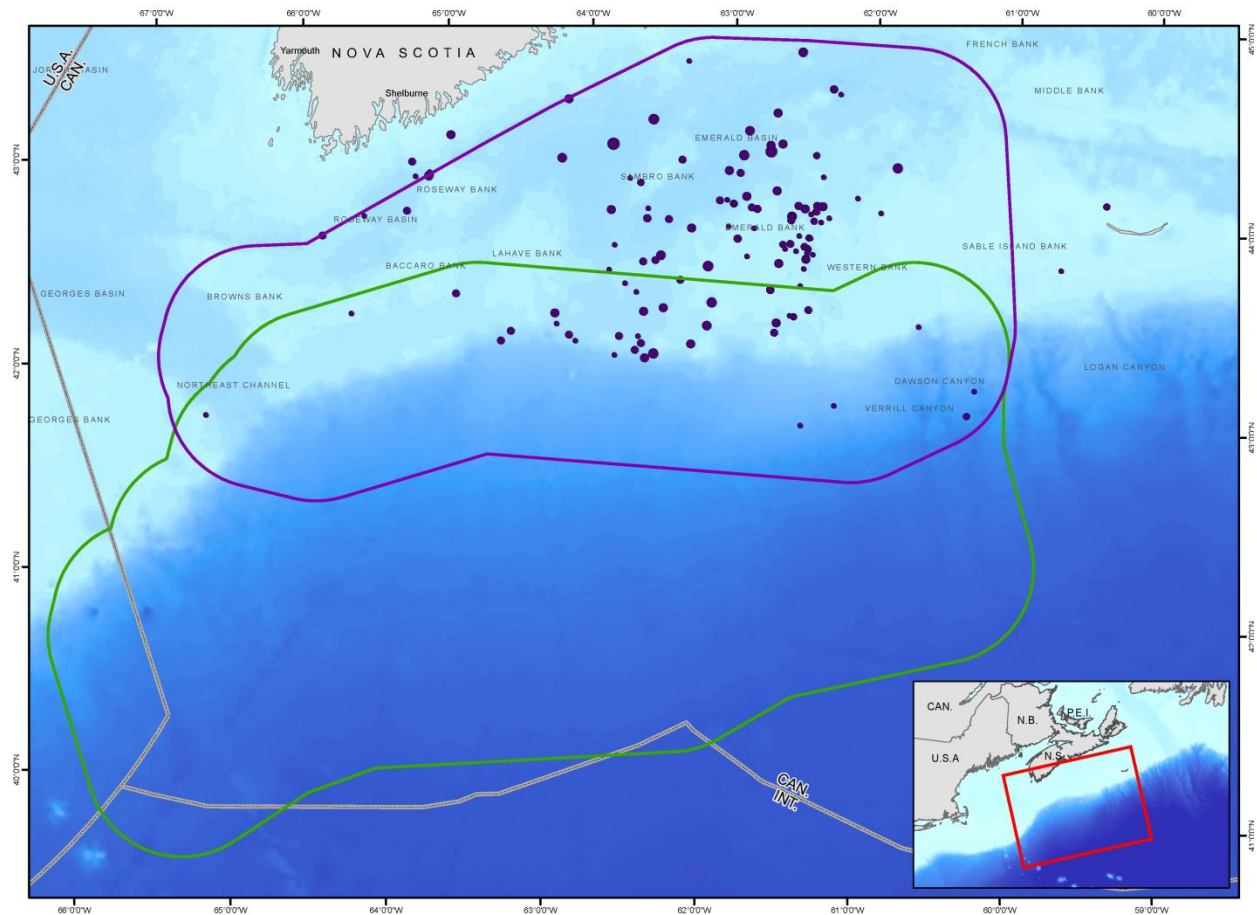 67°0'0"W
66°0'0"W
65°0'0"W
64°0'0"W
63°0'0"W
62°0'0"W
61°0'0"W
60°0'0"W
45°0'0"N
44°0'0"N
43°0'0"N
42°0'0"N
41°0'0"N
43°0'0"N
42°0'0"N
41°0'0"N
40°0'0"N
U.S.A.
CAN.
BASIN
Yarmouth
NOVA SCOTIA
Shelburne
FRENCH BANK
MIDDLE BANK
EMERALD BASIN
SAMBRO BANK
ROSEWAY BANK
ROSEWAY BASIN
EMERALD BANK
SABLE ISLAND BANK
LAHAVE BANK
BACCARO BANK
WESTERN BANK
GEORGES BASIN
BROWNS BANK
LOGAN CANYON
NORTHEAST CHANNEL
DAWSON CANYON
VERRILL CANYON
GEORGES BANK
CAN.
INT.
CAN.
P.E.I.
N.B.
U.S.A
N.S.
66°0'0"W
65°0'0"W
64°0'0"W
63°0'0"W
62°0'0"W
61°0'0"W
60°0'0"W
59°0'0"W